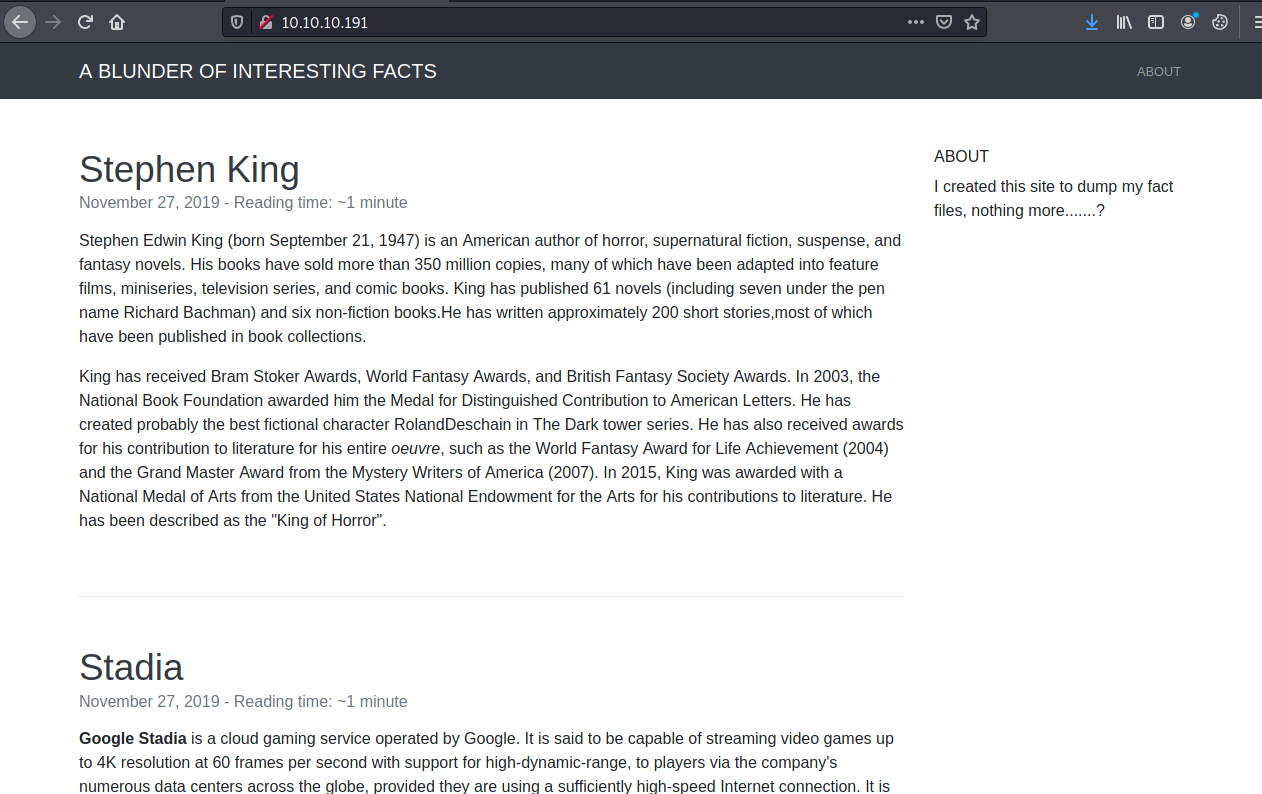 10.10.10.191
A BLUNDER OF INTERESTING FACTS
ABOUT
Stephen King
November 27, 2019 - Reading time: ~1 minute
Stephen Edwin King (born September 21, 1947) is an American author of horror, supernatural fiction, suspense, and
fantasy novels. His books have sold more than 350 million copies, many of which have been adapted into feature
films, miniseries, television series, and comic books. King has published 61 novels (including seven under the pen
name Richard Bachman) and six non-fiction books.He has written approximately 200 short stories,most of which
have been published in book collections.
King has received Bram Stoker Awards, World Fantasy Awards, and British Fantasy Society Awards. In 2003, the
National Book Foundation awarded him the Medal for Distinguished Contribution to American Letters. He has
created probably the best fictional character RolandDeschain in The Dark tower series. He has also received awards
for his contribution to literature for his entire oeuvre, such as the World Fantasy Award for Life Achievement (2004)
and the Grand Master Award from the Mystery Writers of America (2007). In 2015, King was awarded with a
National Medal of Arts from the United States National Endowment for the Arts for his contributions to literature. He
has been described as the "King of Horror".
Stadia
November 27, 2019 - Reading time: ~1 minute
Google Stadia is a cloud gaming service operated by Google. It is said to be capable of streaming video games up
to 4K resolution at 60 frames per second with support for high-dynamic-range, to players via the company's
numerous data centers across the globe, provided they are using a sufficiently high-speed Internet connection. It is
ABOUT
I created this site to dump my fact
files, nothing more.......?